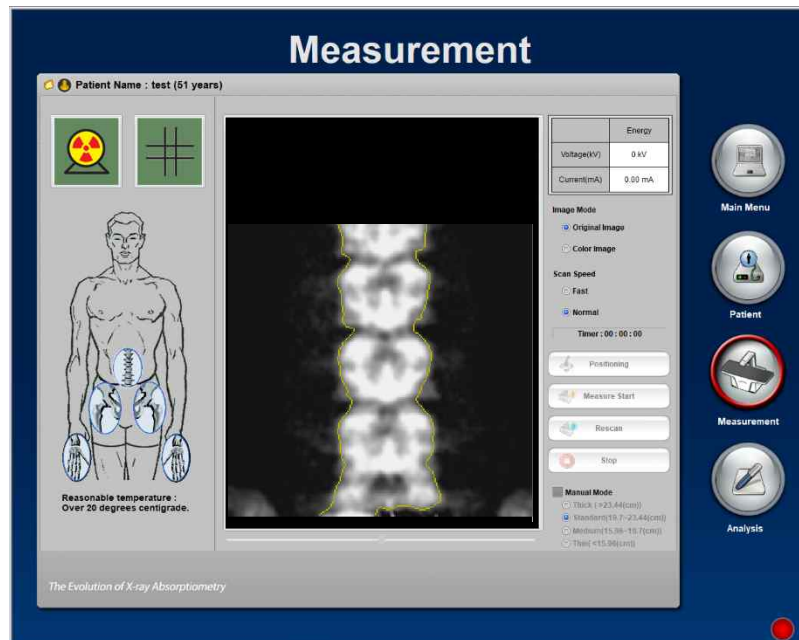 Measurement
Patient Name : test (51 years)
Energy
Voltage(kV) 0 kV
Current(mA) 0.00 mA
Image Mode
Original Image
Color Image
Scan Speed
Fast
Normal
Timer : 00 : 00 : 00
Positioning
Measure Start
Rescan
Stop
Manual Mode
Thick ( >23.44(cm))
Standard(19.7~23.44(cm))
Medium(15.96~19.7(cm))
Thin( <15.96(cm))
Reasonable temperature :
Over 20 degrees centigrade.
The Evolution of X-ray Absorptiometry
Main Menu
Patient
Measurement
Analysis